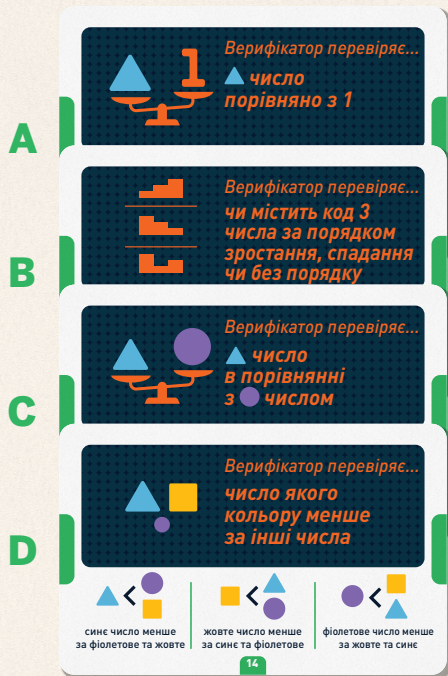 A
Верифікатор перевіряє...
число
порівняно з 1
B
Верифікатор перевіряє...
чи містить код 3
числа за порядком
зростання, спадання
чи без порядку
C
Верифікатор перевіряє...
число
в порівнянні
з числом
D
Верифікатор перевіряє...
число якого
кольору менше
за інші числа
< < <
синє число менше
за фіолетове та жовте
жовте число менше
за синє та фіолетове
фіолетове число менше
за жовте та синє
14